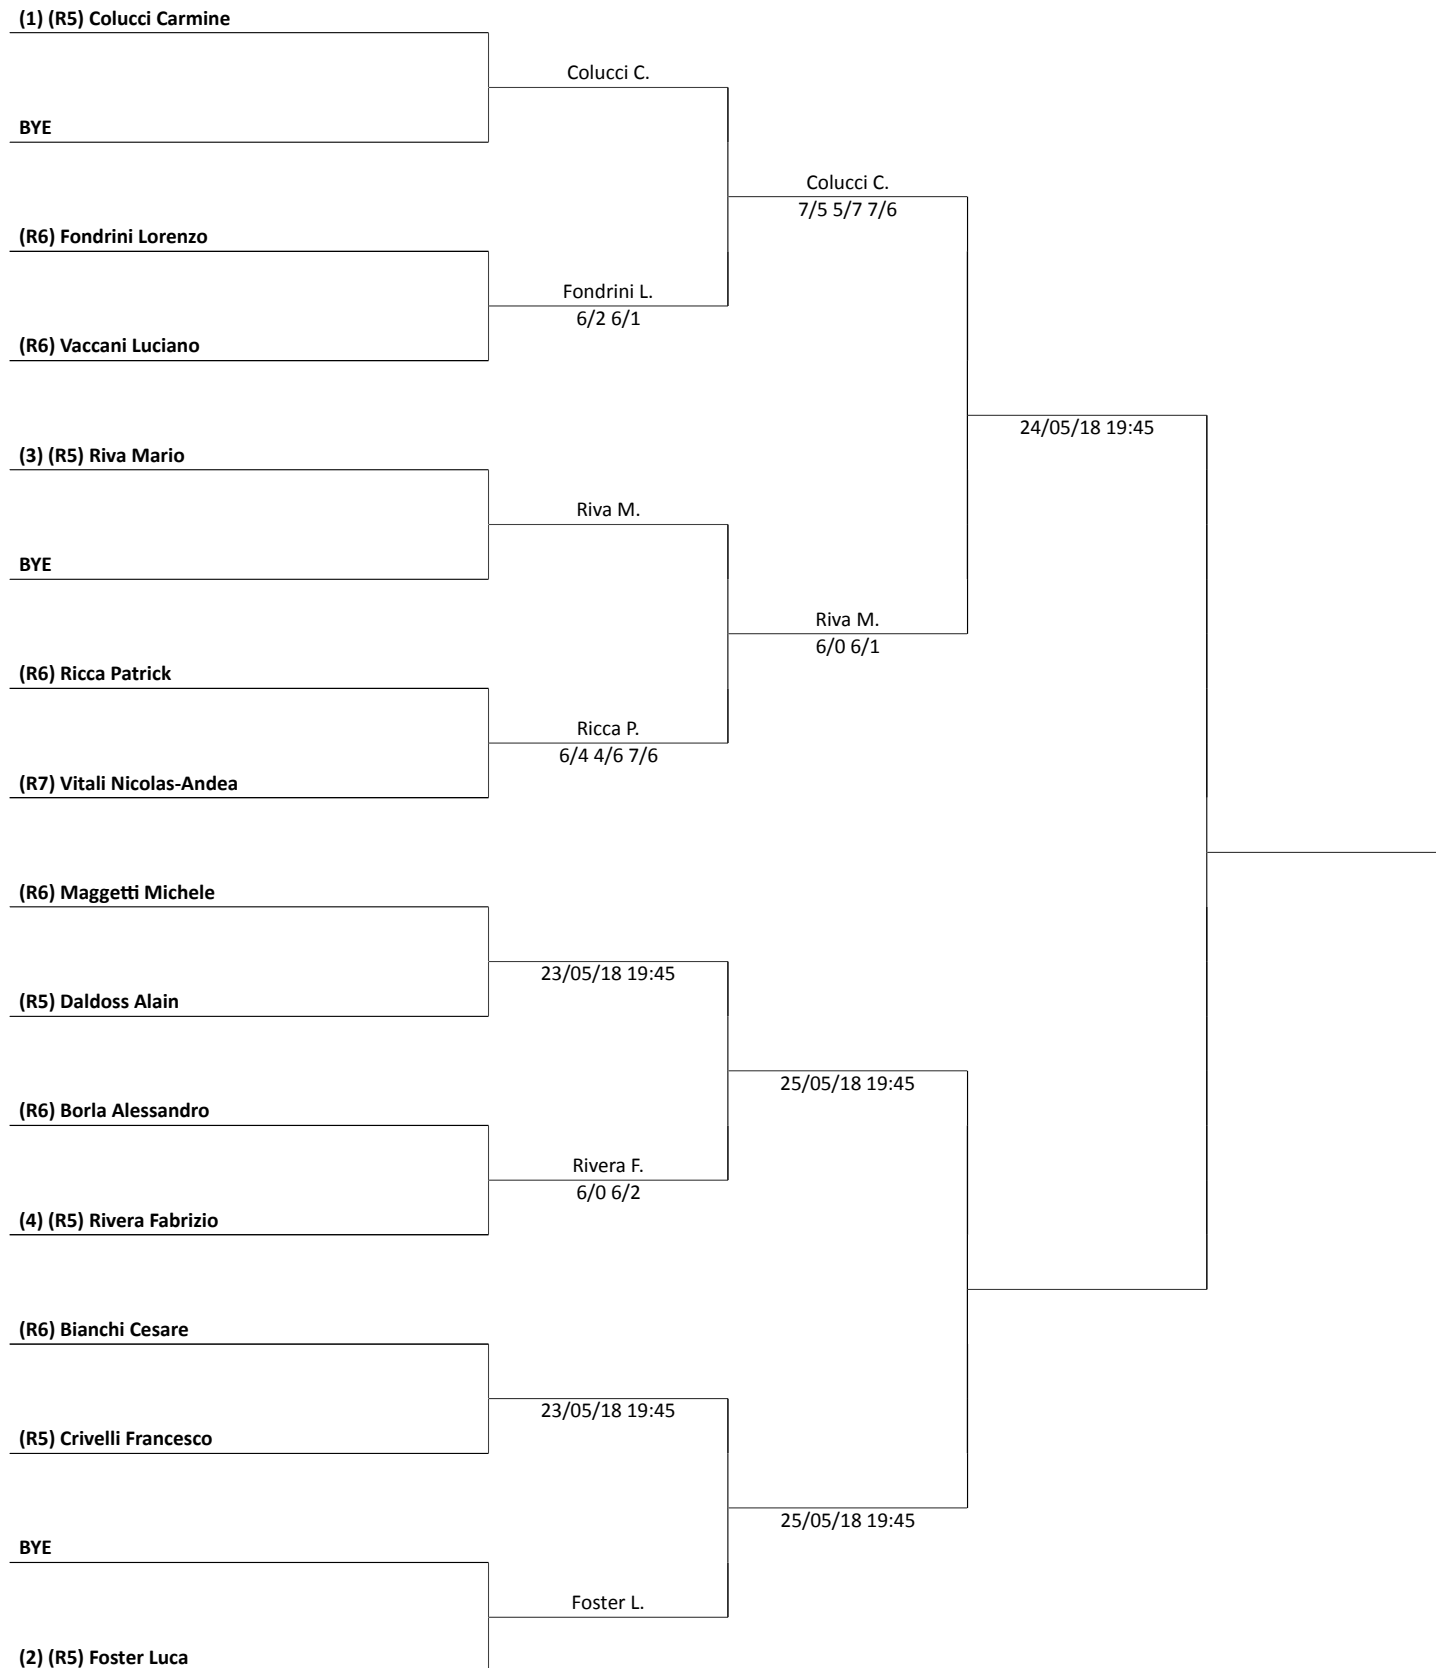 (1) (R5) Colucci Carmine
Colucci C.
BYE
Colucci C.
7/5 5/7 7/6
(R6) Fondrini Lorenzo
Fondrini L.
6/2 6/1
(R6) Vaccani Luciano
24/05/18 19:45
(3) (R5) Riva Mario
Riva M.
BYE
Riva M.
6/0 6/1
(R6) Ricca Patrick
Ricca P.
6/4 4/6 7/6
(R7) Vitali Nicolas-Andea
(R6) Maggetti Michele
23/05/18 19:45
(R5) Daldoss Alain
25/05/18 19:45
(R6) Borla Alessandro
Rivera F.
6/0 6/2
(4) (R5) Rivera Fabrizio
(R6) Bianchi Cesare
23/05/18 19:45
(R5) Crivelli Francesco
25/05/18 19:45
BYE
Foster L.
(2) (R5) Foster Luca